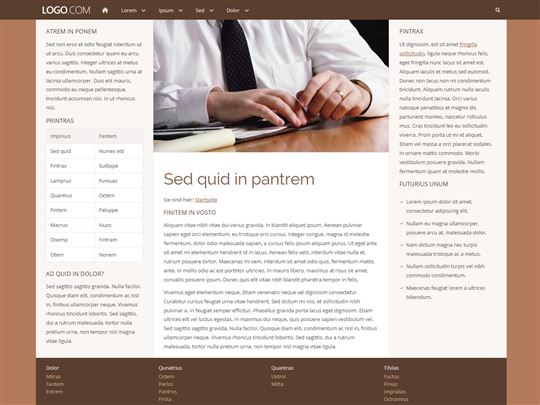 LOGO.COM
Lorem
Ipsum
Sed
Dolor
ATREM IN PONEM
Sed non eros et odio feugiat interdum ut
ut arcu. Duis consectetur quam eu arcu
varius sagittis. Integer ultrices at metus
eu condimentum. Nullam sagittis urna at
lacinia ullamcorper. Duis elit mauris,
commodo eu neque pellentesque,
tincidunt accumsan nisl. In ut rhoncus
nisl.
PRINTRAS
Impinus Fantem
Sed quid Numes est
Fintrax Sudippe
Lamprus Funiuas
Quantius Octem
Fintem Paluppe
Macrus Xiuos
Doemp Fintram
Otem Nonem
AD QUID IN DOLOR?
Sed sagittis sagittis gravida. Nulla facilisi.
Quisque diam elit, condimentum ac nisl
in, finibus ullamcorper neque. Vivamus
rhoncus tincidunt lobortis. Sed sagittis,
dui a rutrum malesuada, tortor nulla
pretium urna, non tempor nisl magna
vitae ligula.
Sed quid in pantrem
Sie sind hier: Startseite
FINITEM IN VOSTO
Aliquam vitae nibh vitae dui varius gravida. In blandit aliquet ipsum. Aenean pulvinar
sapien eget orci elementum, eu tristique orci cursus. Integer congue, magna id molestie
fermentum, dolor odio malesuada sapien, a cursus felis ipsum aliquam purus. Ut eget ante
sit amet mi elementum hendrerit id in lacus. Aenean felis velit, interdum vitae nulla et,
rutrum posuere tortor. Maecenas mi sem, interdum sit amet odio quis, fermentum mattis
ante. In mollis odio ac est porttitor ultricies. In mauris libero, maximus at risus sit amet,
convallis posuere ipsum. Donec quis elit vitae nibh blandit pharetra tempor in felis.
Vivamus eget elementum neque. Etiam venenatis neque vel dignissim consectetur.
Curabitur cursus feugiat urna vitae hendrerit. Sed dictum mi nisi, et sollicitudin nibh
pulvinar a. In feugiat semper efficitur. Phasellus gravida porta lacus eget dignissim. Etiam
ultrices elit vel luctus egestas. In maximus dui neque, quis posuere sapien vestibulum vel.
Sed sagittis sagittis gravida. Nulla facilisi. Quisque diam elit, condimentum ac nisl in, finibus
ullamcorper neque. Vivamus rhoncus tincidunt lobortis. Sed sagittis, dui a rutrum
malesuada, tortor nulla pretium urna, non tempor nisl magna vitae ligula.
FINTRAX
Ut dignissim, est sit amet fringilla
sollicitudin, ligula neque rhoncus felis,
eget fringilla nunc lacus sit amet est.
Aliquam iaculis et metus sed euismod.
Donec non lacus non mi condimentum
tincidunt. Aliquam rutrum nulla iaculis
nulla tincidunt lacinia. Orci varius
natoque penatibus et magnis dis
parturient montes, nascetur ridiculus
mus. Cras tincidunt leo eu sollicitudin
viverra. Proin porta ut mi et aliquet.
Etiam vel massa a orci placerat sodales,
in ornare mattis commodo. Morbi
vestibulum posuere gravida. Nullam
fermentum quam at molestie mollis.
FUTURIUS UNUM
Lorem ipsum dolor sit amet,
consectetur adipiscing elit.
Nullam eu magna ullamcorper,
posuere arcu at, malesuada dolor.
Nam dictum magna nec turpis
malesuada tristique ac a metus.
Nullam sollicitudin turpis vel nibh
commodo condimentum.
Maecenas feugiat lorem a ultrices
bibendum.
Dolor
Mitras
Fantem
Extrem
Qunatrius
Octem
Parlos
Pantros
Finita
Quantrax
Uxtrol
Mitta
Tibilas
Fuctos
Pinias
Implalias
Octramius